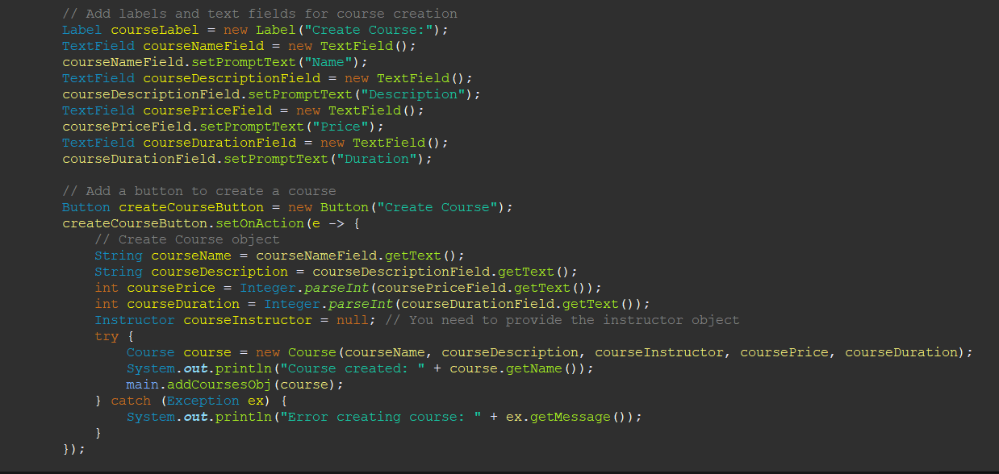 // Add labels and text fields for course creation
Label courseLabel = new Label("Create Course:");
TextField courseNameField = new TextField();
courseNameField.setPromptText("Name");
TextField courseDescriptionField = new TextField();
courseDescriptionField.setPromptText("Description");
TextField coursePriceField = new TextField();
coursePriceField.setPromptText("Price");
TextField courseDurationField = new TextField();
courseDurationField.setPromptText("Duration");

// Add a button to create a course
Button createCourseButton = new Button("Create Course");
createCourseButton.setOnAction(e -> {
    // Create Course object
    String courseName = courseNameField.getText();
    String courseDescription = courseDescriptionField.getText();
    int coursePrice = Integer.parseInt(coursePriceField.getText());
    int courseDuration = Integer.parseInt(courseDurationField.getText());
    Instructor courseInstructor = null; // You need to provide the instructor object
    try {
        Course course = new Course(courseName, courseDescription, courseInstructor, coursePrice, courseDuration);
        System.out.println("Course created: " + course.getName());
        main.addCoursesObj(course);
    } catch (Exception ex) {
        System.out.println("Error creating course: " + ex.getMessage());
    }
});